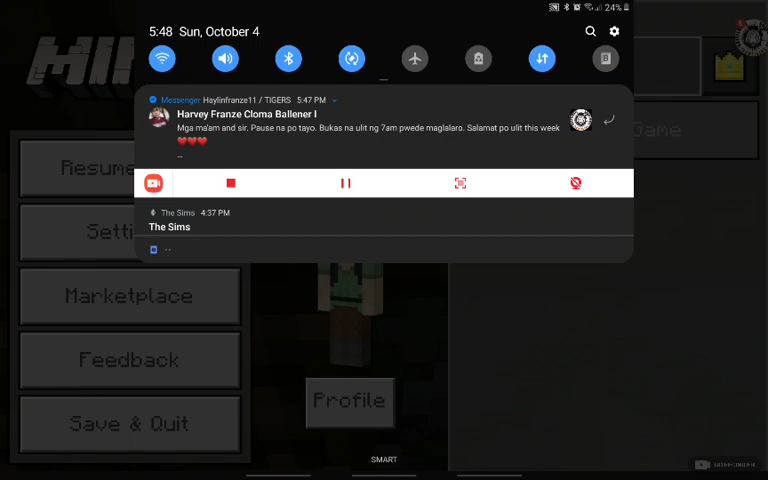 24%
5:48 Sun, October 4
Messenger Haylinfranze11 / TIGERS 5:47 PM
Harvey Franze Cloma Ballener I
Mga ma'am and sir. Pause na po tayo. Bukas na ulit ng 7am pwede maglalaro. Salamat po ulit this week
❤️❤️❤️
--
The Sims 4:37 PM
The Sims
Resume
Setti
Marketplace
Feedback
Save & Quit
Profile
Game
SMART